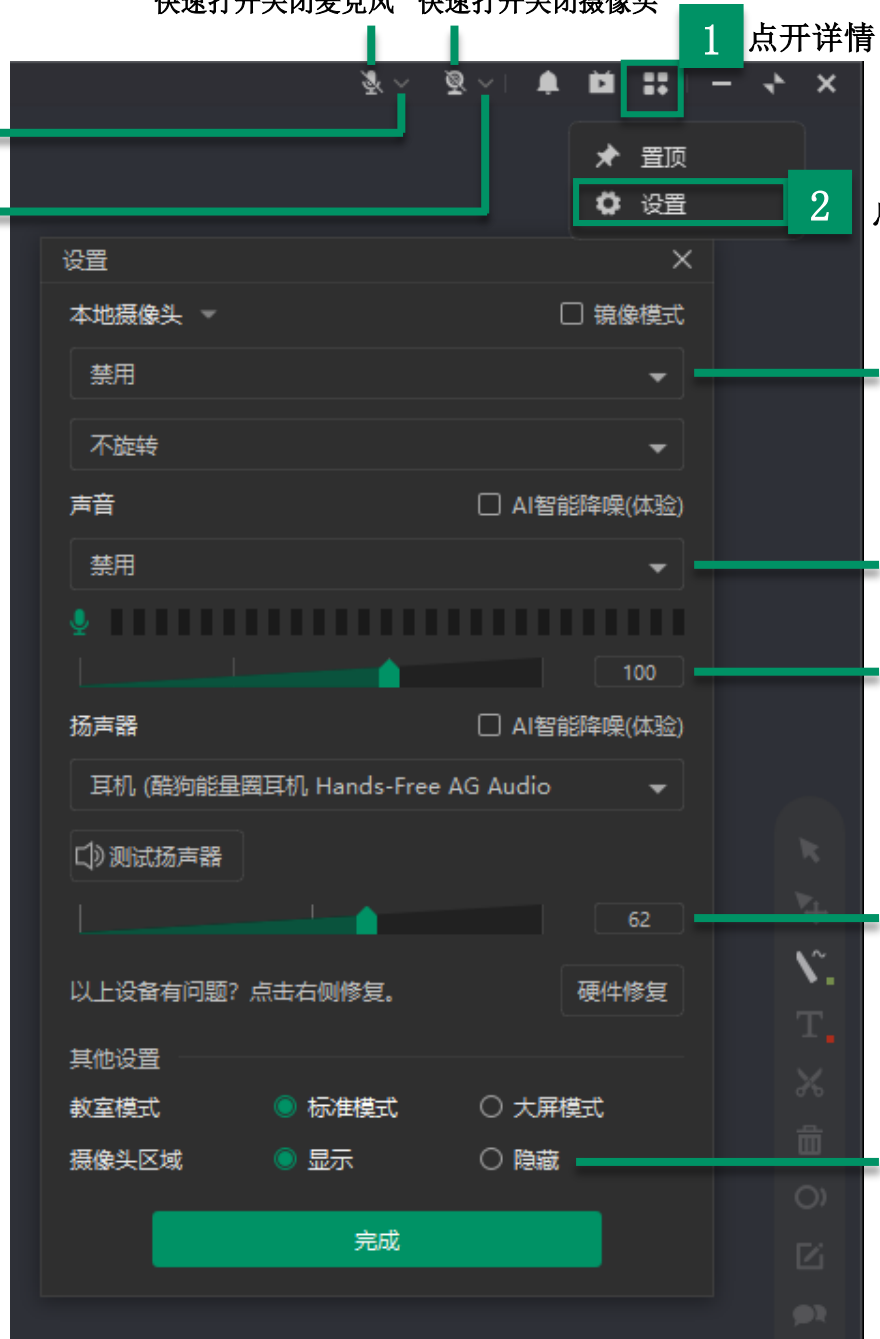 快速打开关闭麦克风 快速打开关闭摄像头
1 点开详情
置顶
设置 2
设置
本地摄像头 镜像模式
禁用
不旋转
声音 AI智能降噪(体验)
禁用
100
扬声器 AI智能降噪(体验)
耳机 (酷狗能量圈耳机 Hands-Free AG Audio
测试扬声器
62
以上设备有问题？点击右侧修复。 硬件修复
其他设置
教室模式 标准模式 大屏模式
摄像头区域 显示 隐藏
完成